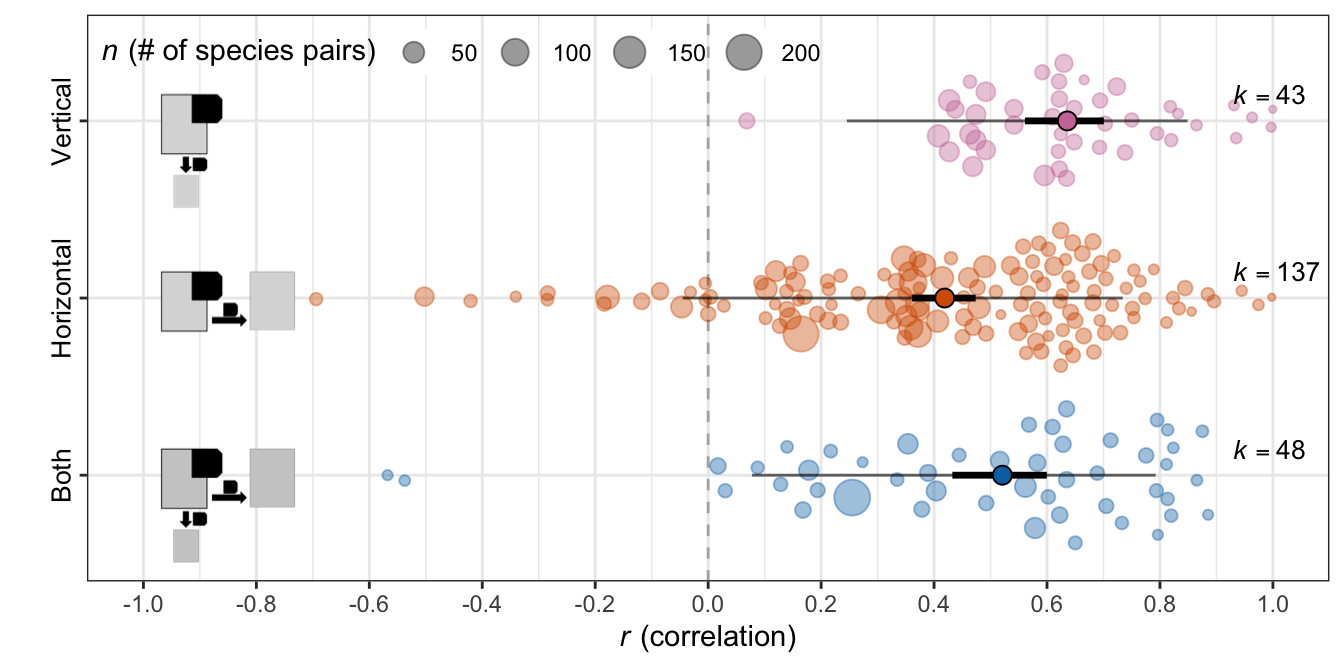 n (# of species pairs) 50 100 150 200
Vertical
k = 43
Horizontal
k = 137
Both
k = 48
-1.0 -0.8 -0.6 -0.4 -0.2 0.0 0.2 0.4 0.6 0.8 1.0
r (correlation)